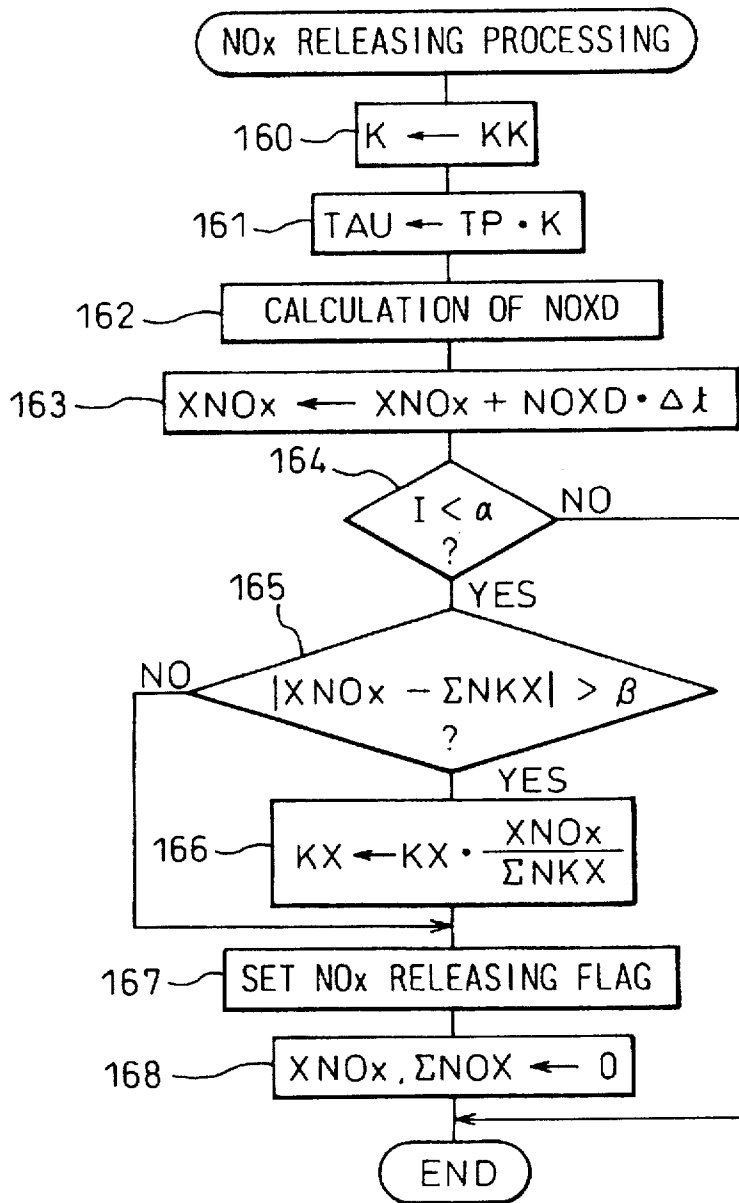 NOx RELEASING PROCESSING
160
K ← KK
161
TAU ← TP · K
162
CALCULATION OF NOXD
163
XNOx ← XNOx + NOXD · Δt
164
I < α
?
NO
YES
165
NO
|XNOx − ΣNKX| > β
?
YES
166
KX ← KX · XNOx / ΣNKX
167
SET NOx RELEASING FLAG
168
XNOx, ΣNOX ← 0
END